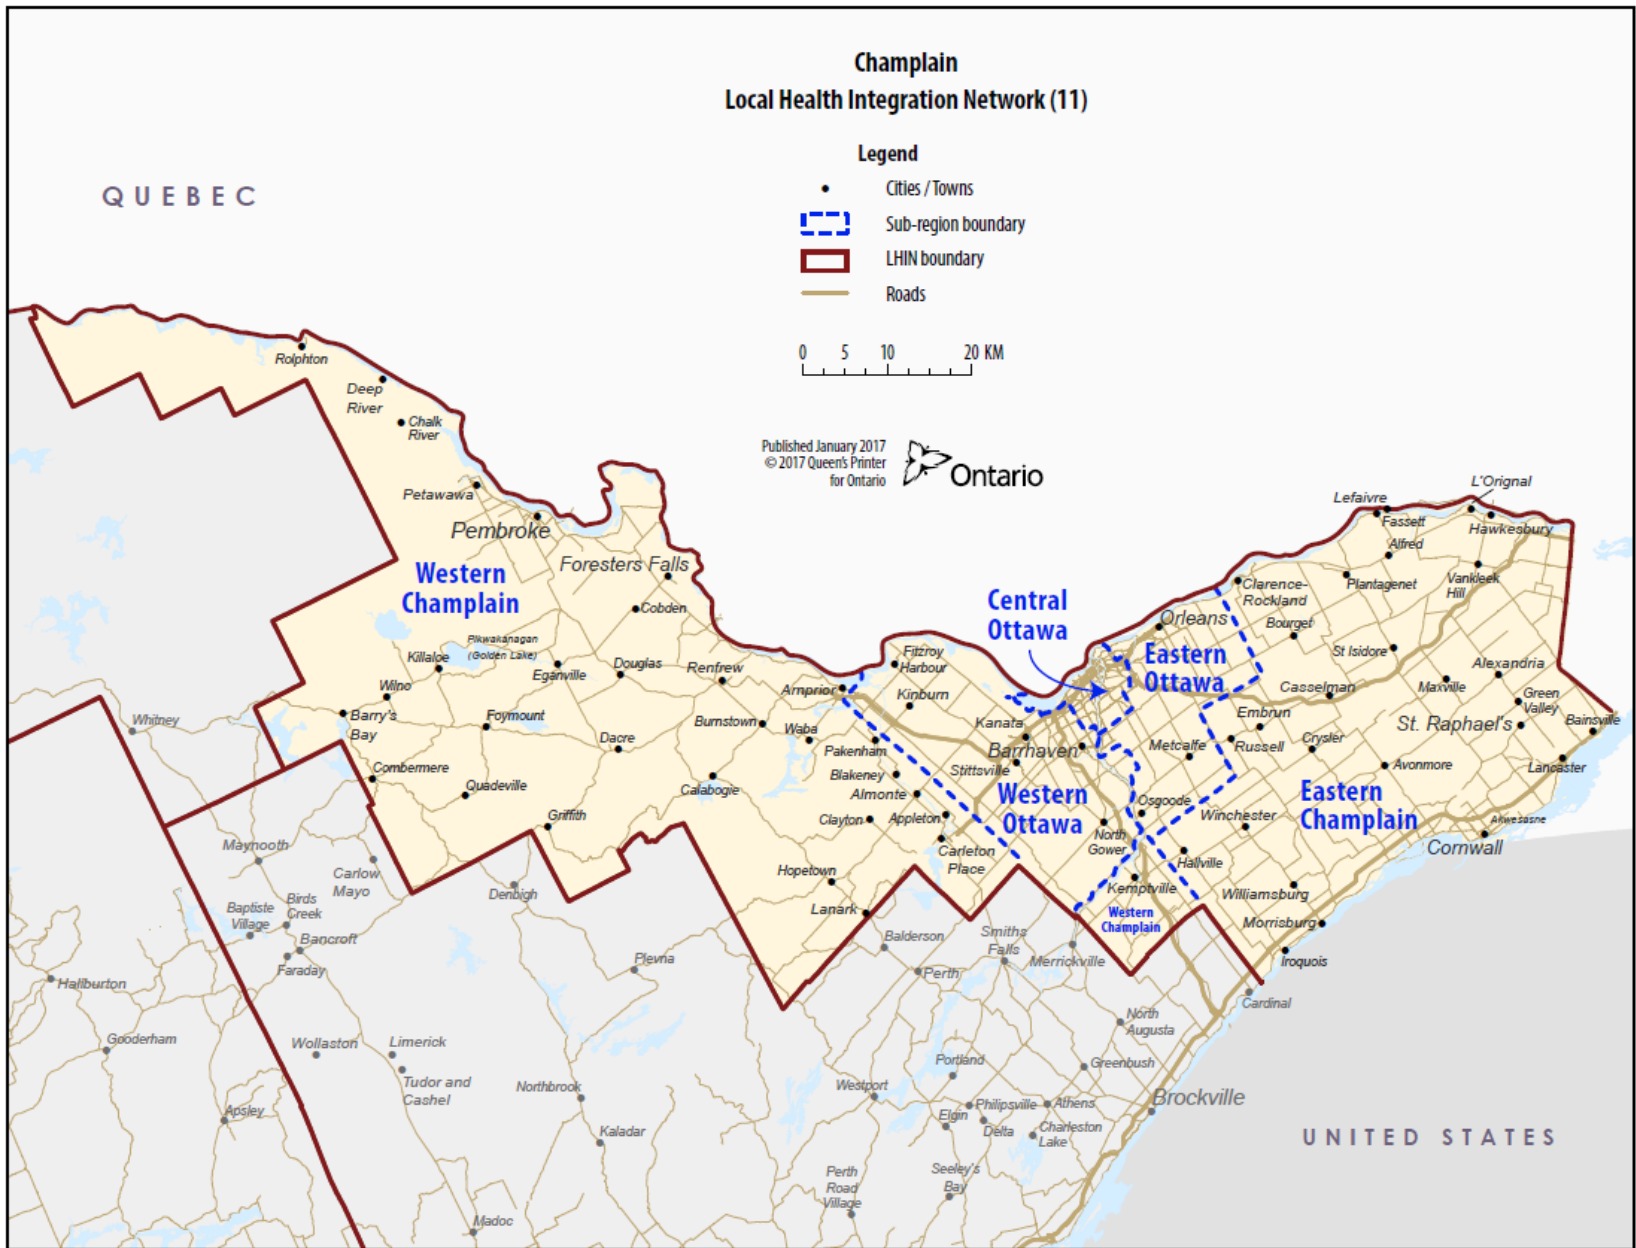 Champlain
Local Health Integration Network (11)
Legend
Cities / Towns
Sub-region boundary
LHIN boundary
Roads
QUEBEC
0 5 10 20 KM
Published January 2017
© 2017 Queen's Printer
for Ontario
Ontario
Rolphton
Deep
River
Chalk
River
Petawawa
Pembroke
Foresters Falls
Western
Champlain
Cobden
Pikwakanagan
(Golden Lake)
Killaloe
Eganville
Douglas
Renfrew
Wilno
Barry's
Bay
Foymount
Dacre
Burnstown
Arnprior
Waba
Combermere
Quadeville
Calabogie
Griffith
Pakenham
Blakeney
Almonte
Clayton
Appleton
Carleton
Place
Hopetown
Lanark
Fitzroy
Harbour
Kinburn
Kanata
Barrhaven
Stittsville
Western
Ottawa
North
Gower
Central
Ottawa
Orleans
Eastern
Ottawa
Metcalfe
Osgoode
Kemptville
Western
Champlain
Hallville
Lefaivre
Fassett
L'Orignal
Hawkesbury
Alfred
Clarence-
Rockland
Plantagenet
Vankleek
Hill
Bourget
St Isidore
Casselman
Maxville
Alexandria
Green
Valley
Embrun
Russell
Crysler
St. Raphael's
Bainsville
Avonmore
Lancaster
Eastern
Champlain
Winchester
Akwesasne
Cornwall
Williamsburg
Morrisburg
Iroquois
Cardinal
Whitney
Maynooth
Carlow
Mayo
Baptiste
Village
Birds
Creek
Bancroft
Faraday
Denbigh
Plevna
Haliburton
Gooderham
Wollaston
Limerick
Tudor and
Cashel
Apsley
Northbrook
Kaladar
Madoc
Balderson
Smiths
Falls
Merrickville
Perth
North
Augusta
Portland
Greenbush
Westport
Philipsville
Athens
Elgin
Delta
Charleston
Lake
Brockville
Perth
Road
Village
Seeley's
Bay
UNITED STATES